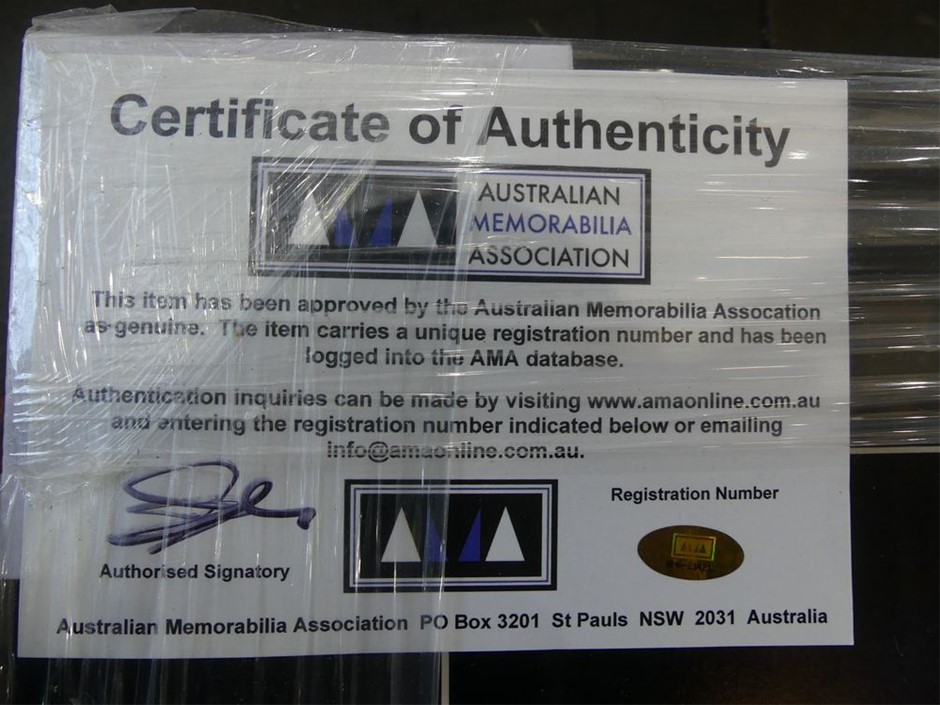 Certificate of Authenticity
AUSTRALIAN
MEMORABILIA
ASSOCIATION
This item has been approved by the Australian Memorabilia Assocation
as genuine. The item carries a unique registration number and has been
logged into the AMA database.
Authentication inquiries can be made by visiting www.amaonline.com.au
and entering the registration number indicated below or emailing
info@amaonline.com.au.
Registration Number
Authorised Signatory
Australian Memorabilia Association PO Box 3201 St Pauls NSW 2031 Australia